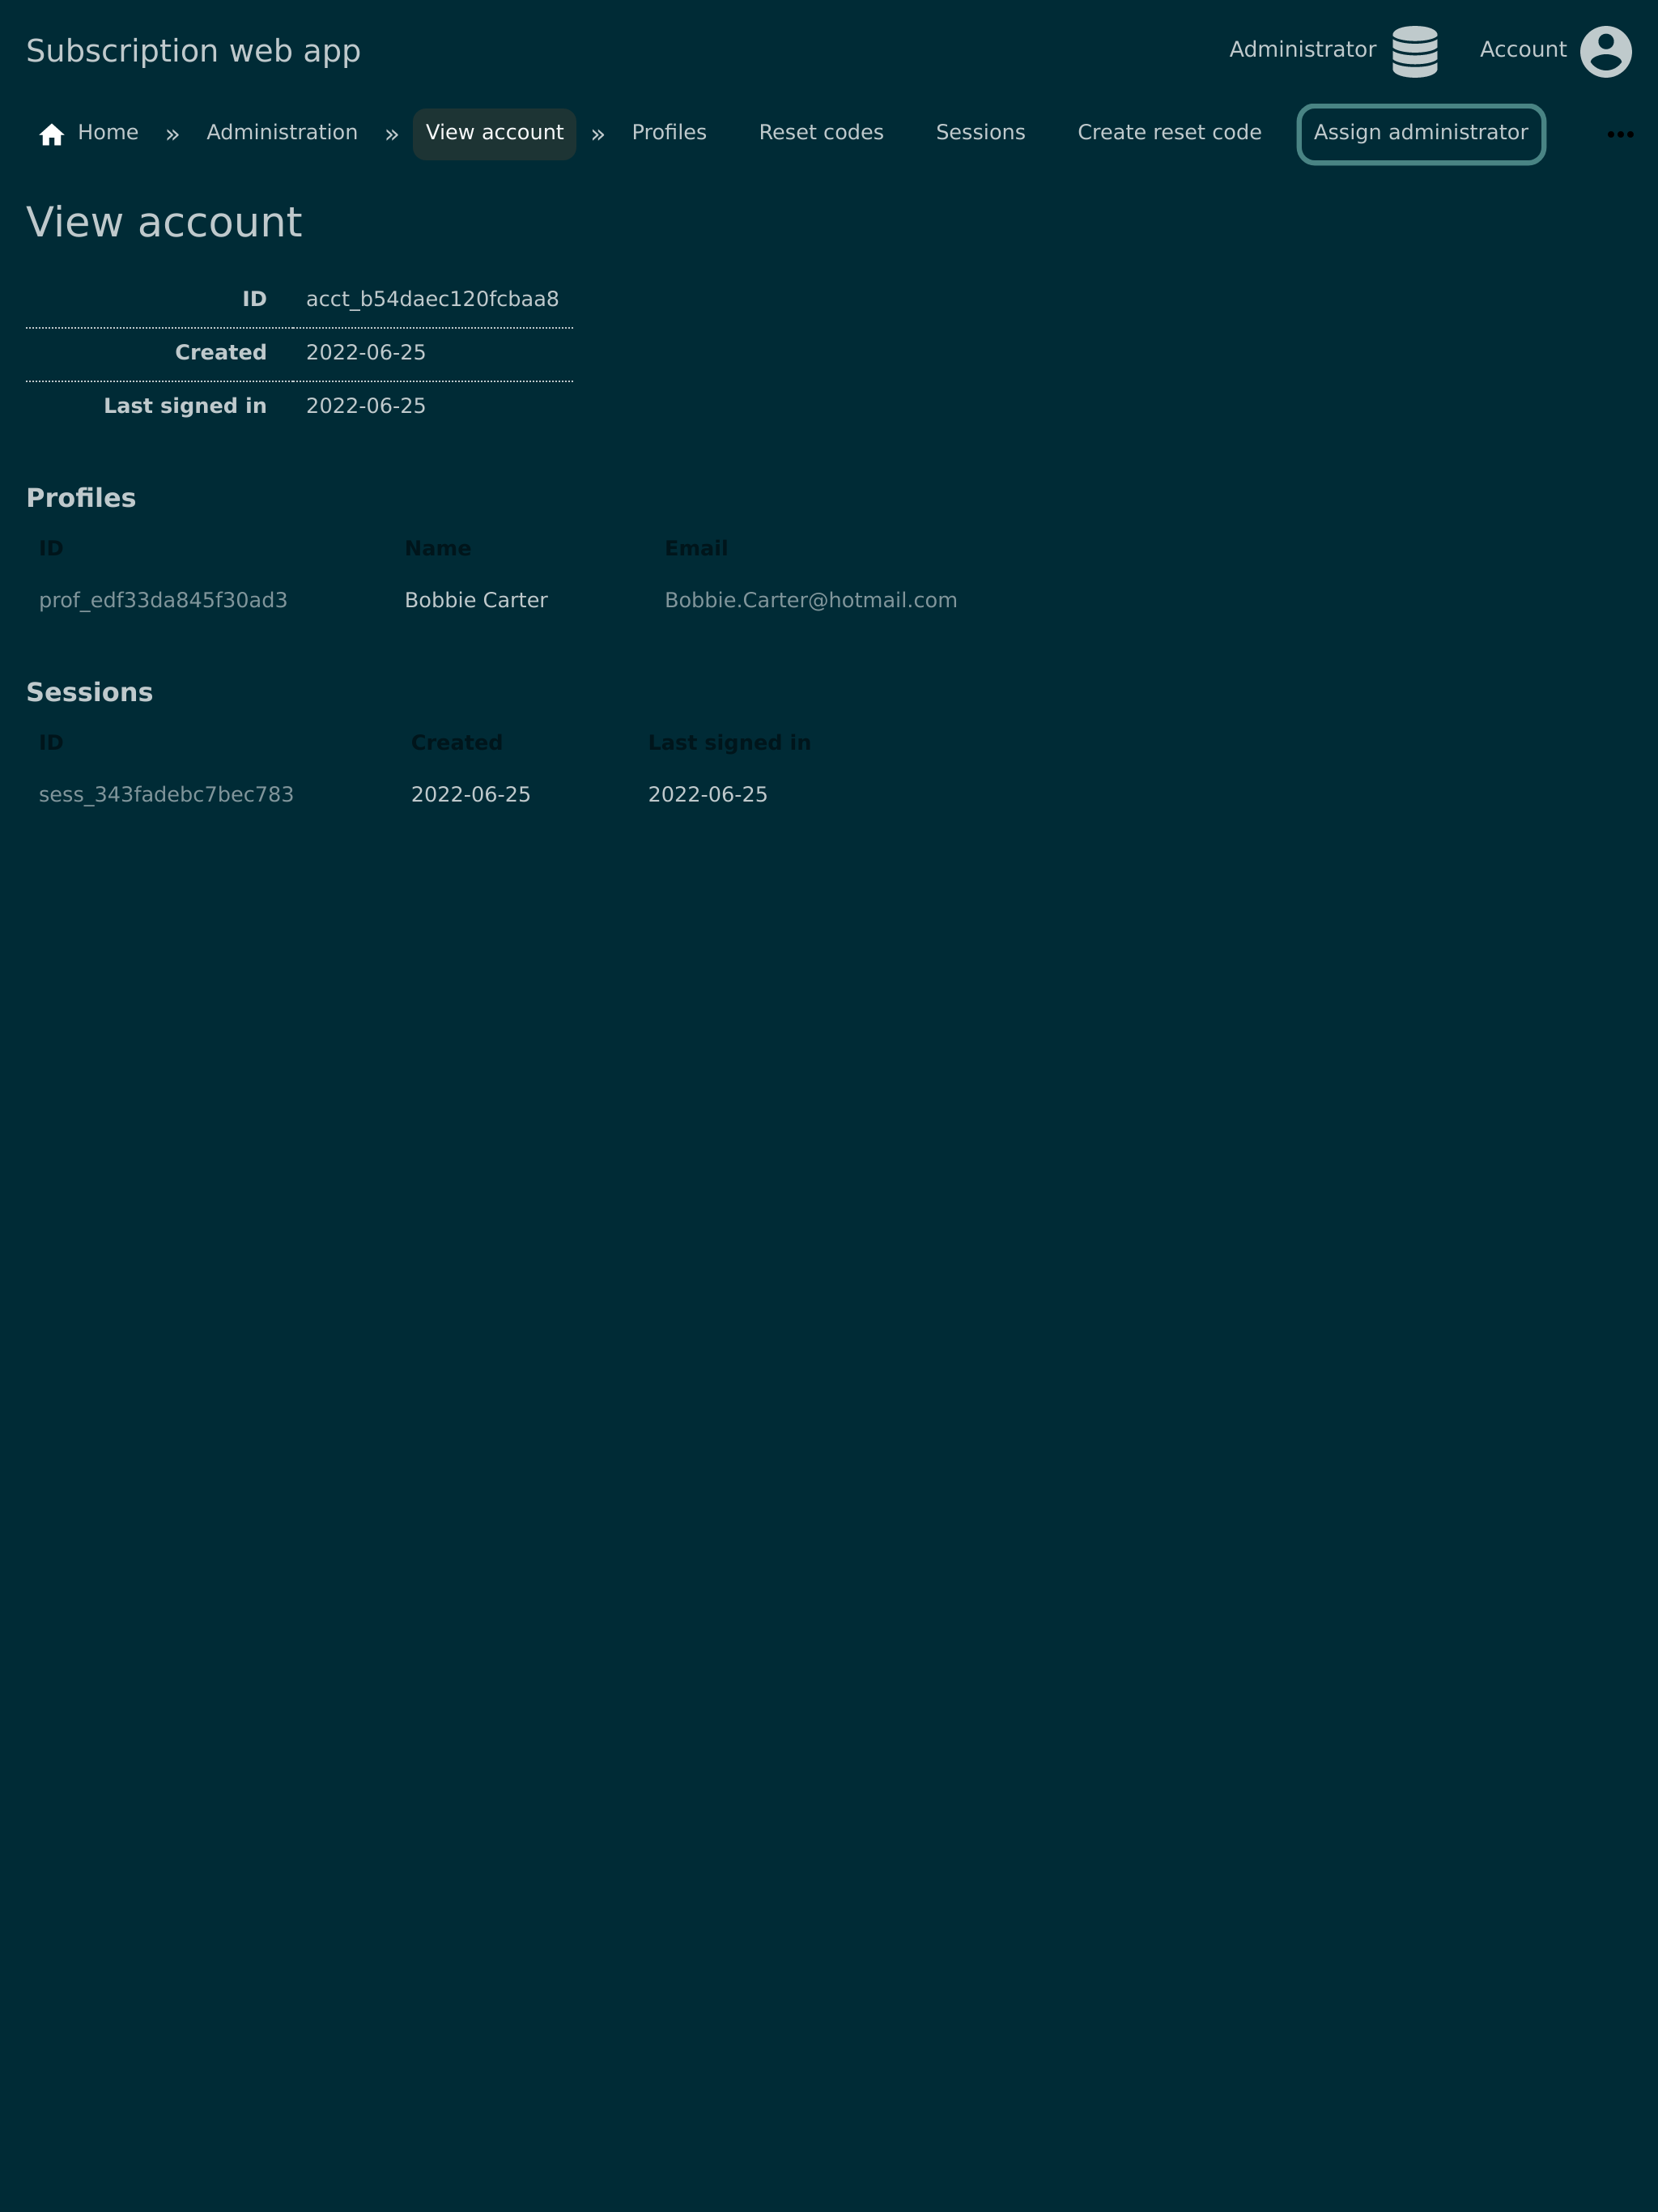 Subscription web app Administrator Account
Home » Administration » View account » Profiles Reset codes Sessions Create reset code Assign administrator
View account
ID acct_b54daec120fcbaa8
Created 2022-06-25
Last signed in 2022-06-25
Profiles
ID Name Email
prof_edf33da845f30ad3 Bobbie Carter Bobbie.Carter@hotmail.com
Sessions
ID Created Last signed in
sess_343fadebc7bec783 2022-06-25 2022-06-25